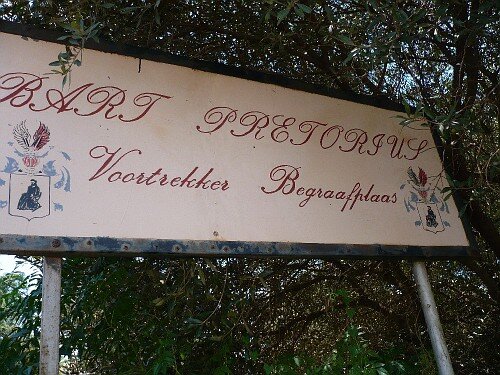 BART PRETORIUS
Voortrekker Begraafplaas